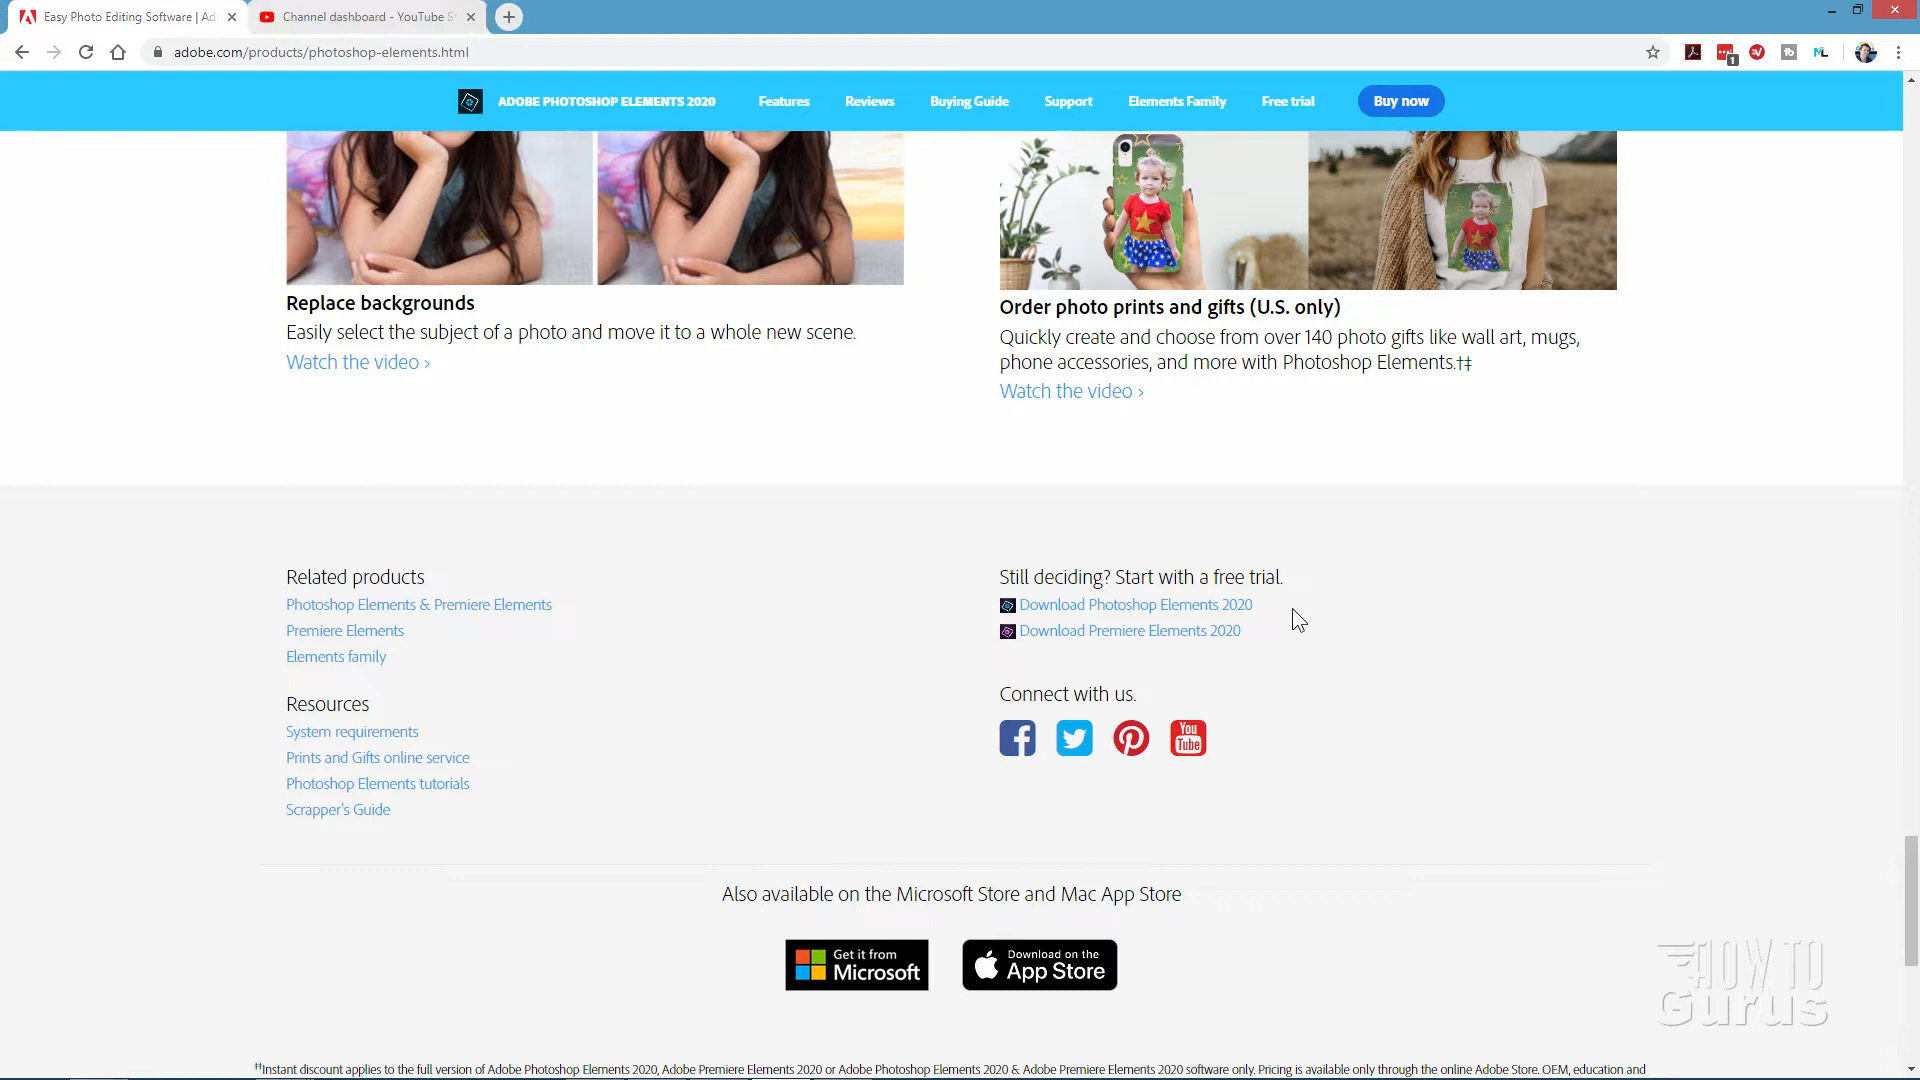 Easy Photo Editing Software | Ad
Channel dashboard - YouTube S
adobe.com/products/photoshop-elements.html
1
ADOBE PHOTOSHOP ELEMENTS 2020
Features
Reviews
Buying Guide
Support
Elements Family
Free trial
Buy now
Replace backgrounds
Easily select the subject of a photo and move it to a whole new scene.
Watch the video ›
Order photo prints and gifts (U.S. only)
Quickly create and choose from over 140 photo gifts like wall art, mugs,
phone accessories, and more with Photoshop Elements.†‡
Watch the video ›
Related products
Photoshop Elements & Premiere Elements
Premiere Elements
Elements family
Resources
System requirements
Prints and Gifts online service
Photoshop Elements tutorials
Scrapper's Guide
Still deciding? Start with a free trial.
Download Photoshop Elements 2020
Download Premiere Elements 2020
Connect with us.
You
Tube
Also available on the Microsoft Store and Mac App Store
Get it from
Microsoft
Download on the
App Store
HOW TO
Gurus
††Instant discount applies to the full version of Adobe Photoshop Elements 2020, Adobe Premiere Elements 2020 or Adobe Photoshop Elements 2020 & Adobe Premiere Elements 2020 software only. Pricing is available only through the online Adobe Store. OEM, education and